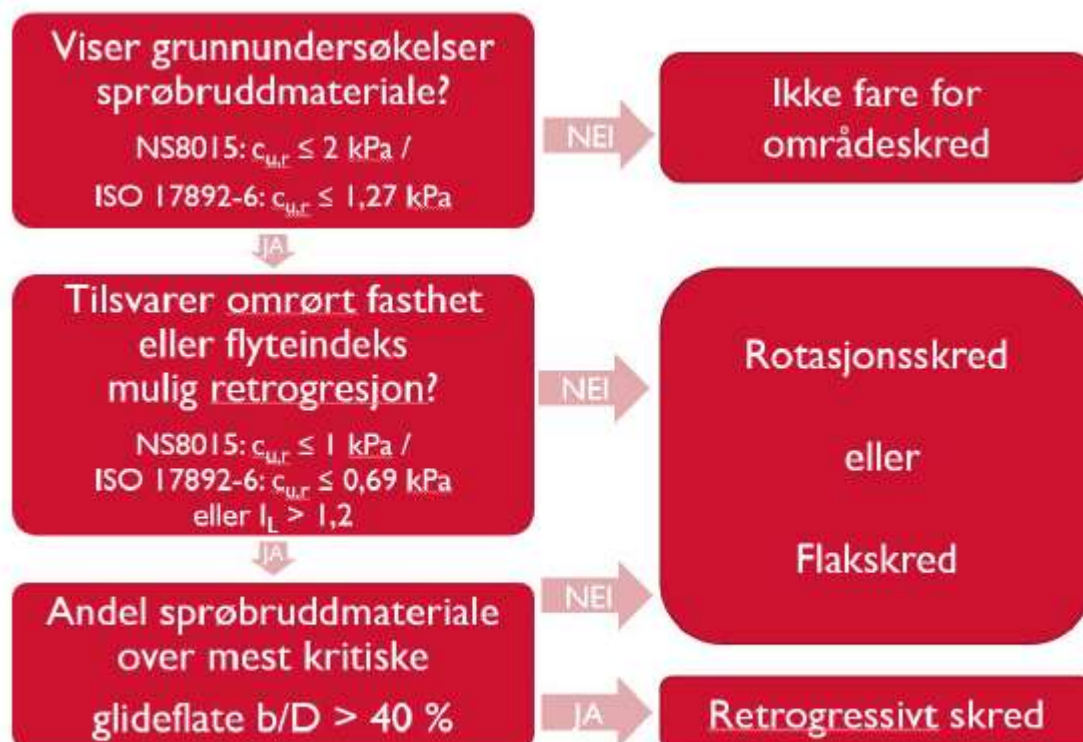 Viser grunnundersøkelser
sprøbruddmateriale?
NS8015: cu,r ≤ 2 kPa /
ISO 17892-6: cu,r ≤ 1,27 kPa
NEI
Ikke fare for
områdeskred
JA
Tilsvarer omrørt fasthet
eller flyteindeks
mulig retrogresjon?
NS8015: cu,r ≤ 1 kPa /
ISO 17892-6: cu,r ≤ 0,69 kPa
eller IL > 1,2
NEI
Rotasjonsskred
eller
Flakskred
JA
Andel sprøbruddmateriale
over mest kritiske
glideflate b/D > 40 %
NEI
JA
Retrogressivt skred